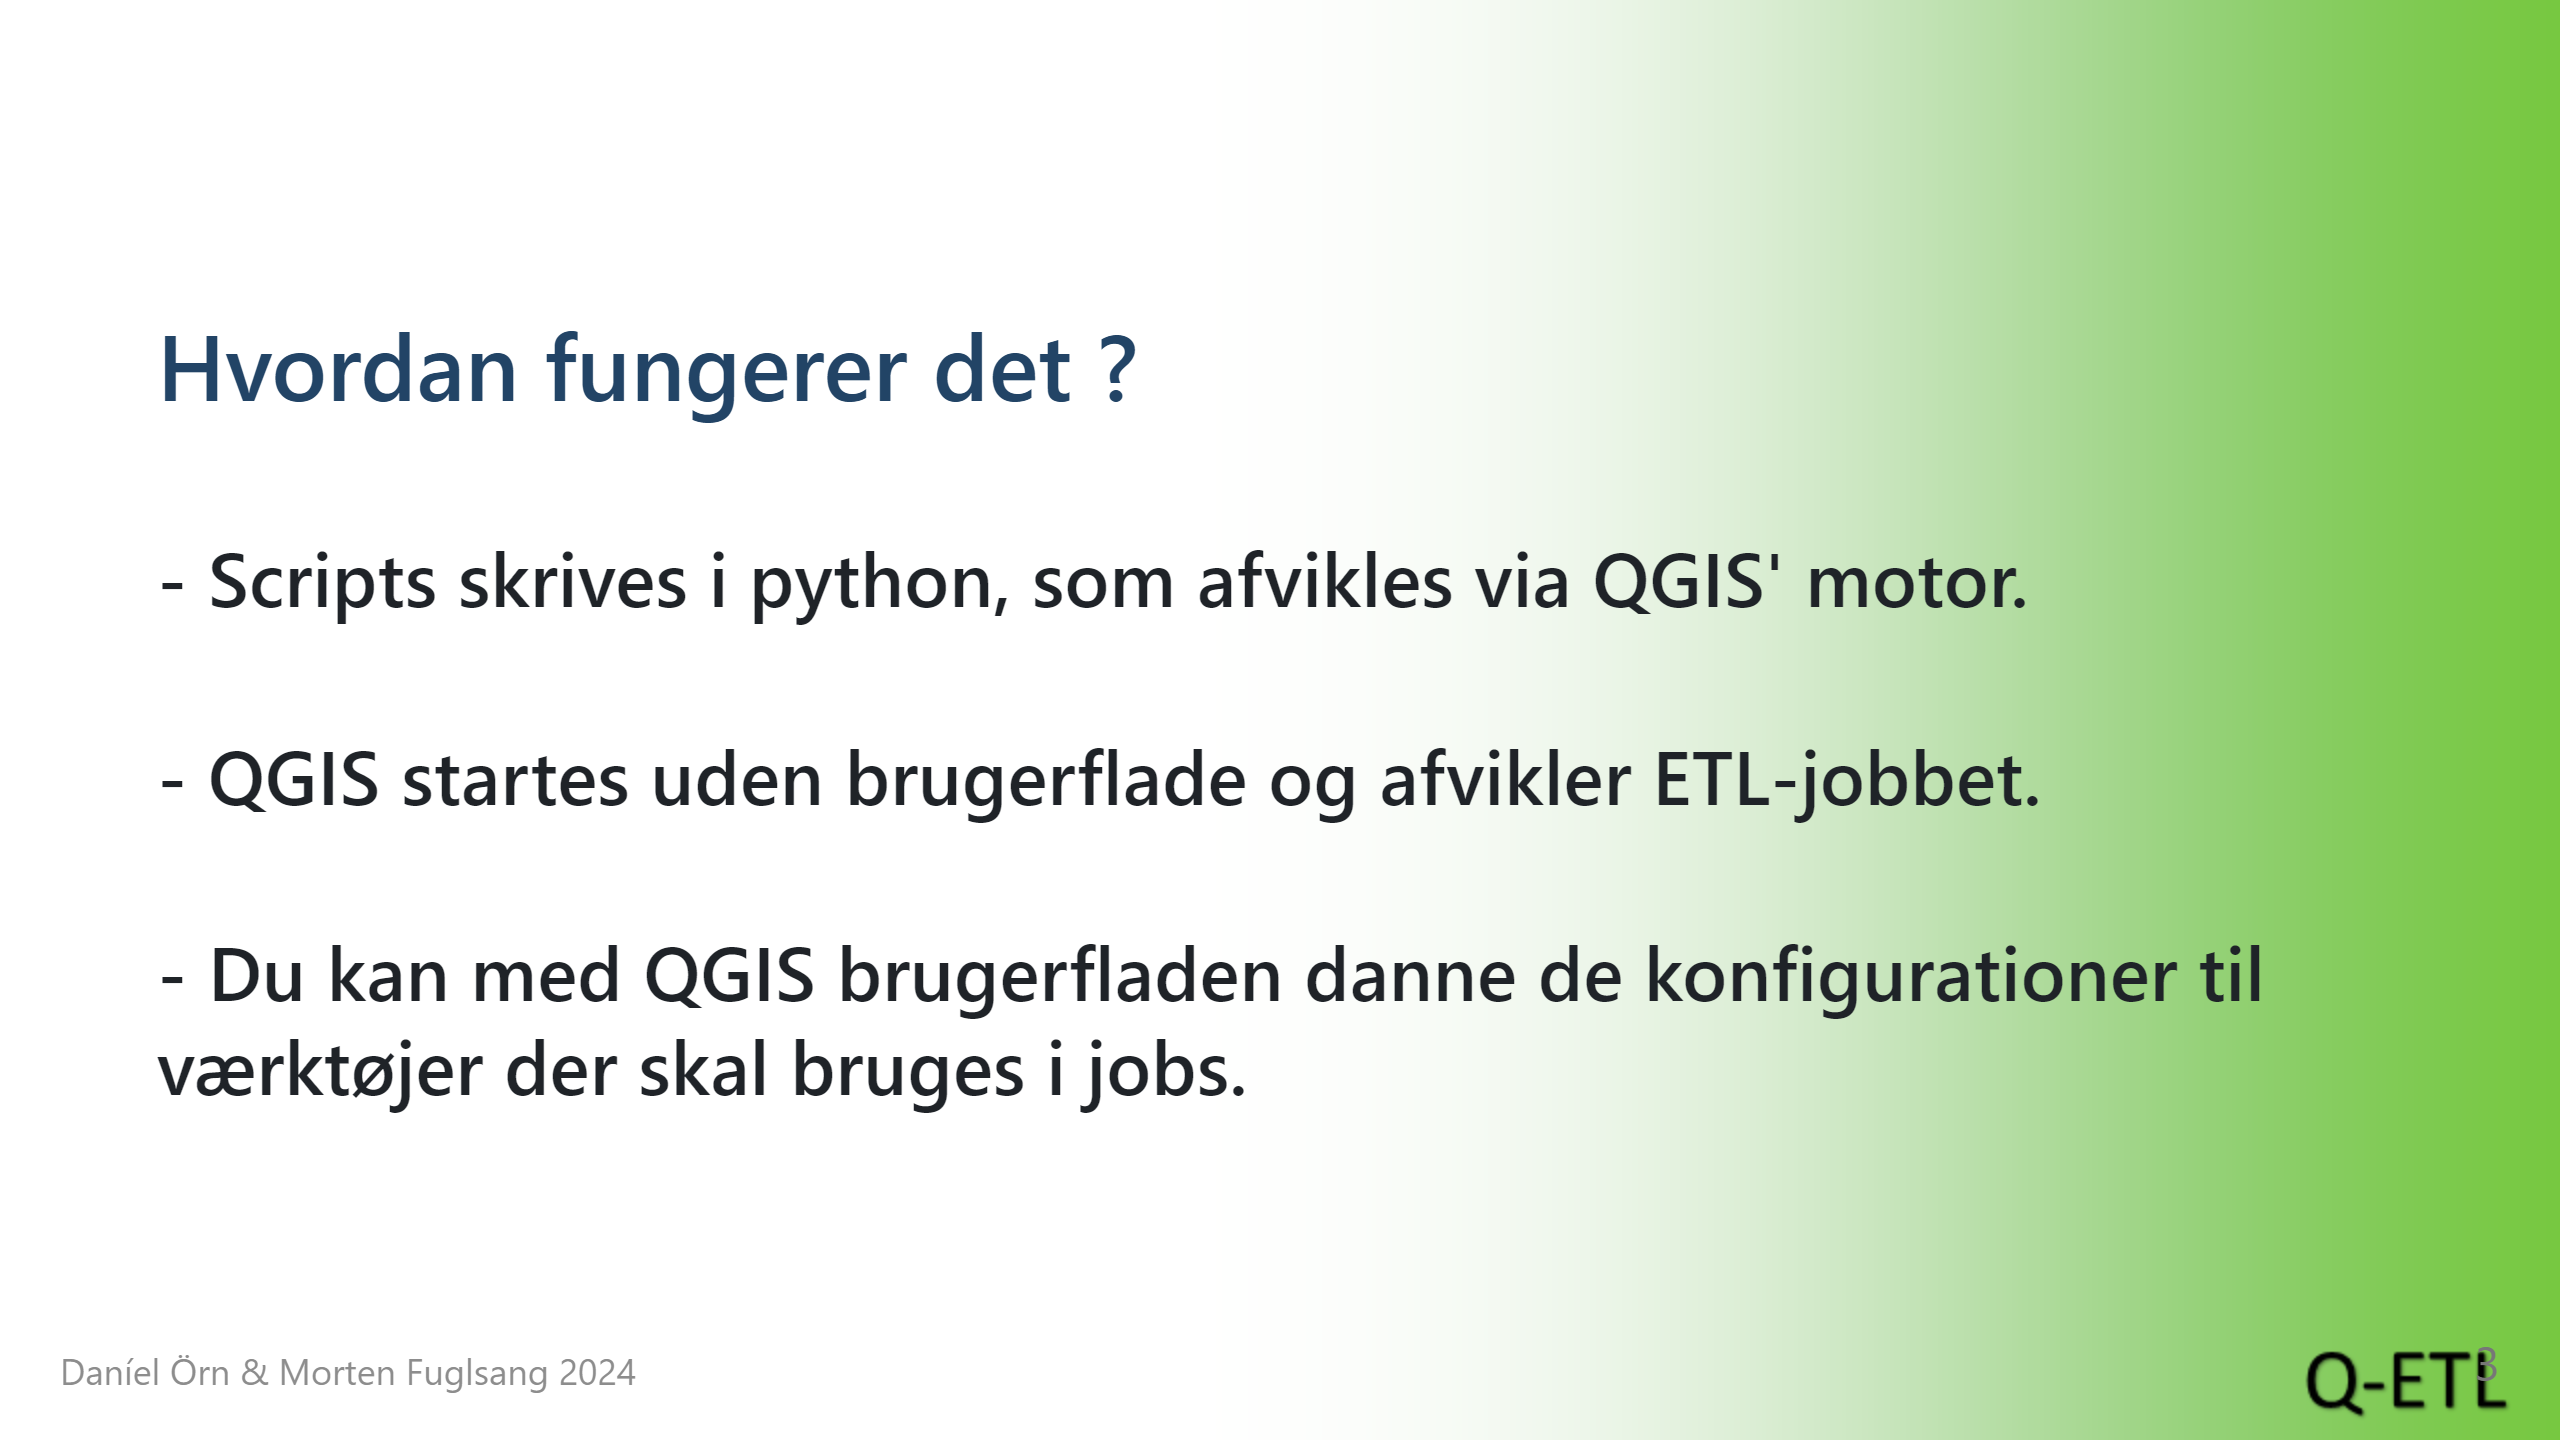 Hvordan fungerer det ?
- Scripts skrives i python, som afvikles via QGIS' motor.
- QGIS startes uden brugerflade og afvikler ETL-jobbet.
- Du kan med QGIS brugerfladen danne de konfigurationer til
værktøjer der skal bruges i jobs.
Daníel Örn & Morten Fuglsang 2024
Q-ETL
3